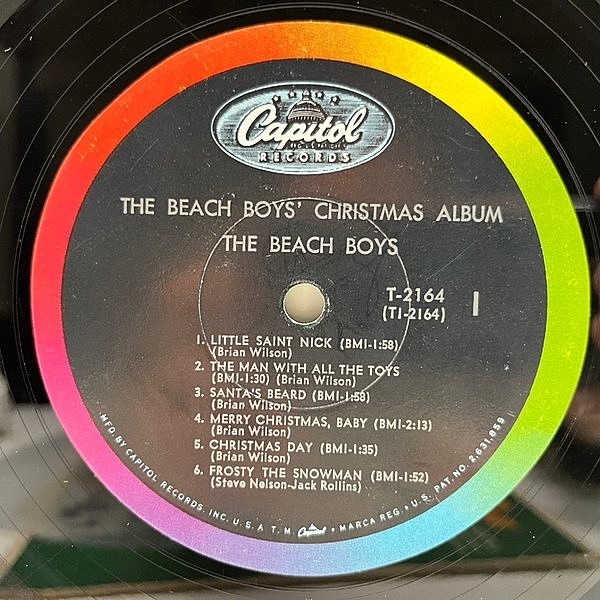 Capitol
RECORDS
THE BEACH BOYS' CHRISTMAS ALBUM
THE BEACH BOYS
T-2164 1
(T1-2164)
1. LITTLE SAINT NICK (BMI-1:58)
(Brian Wilson)
2. THE MAN WITH ALL THE TOYS
(BMI-1:30) (Brian Wilson)
3. SANTA'S BEARD (BMI-1:58)
(Brian Wilson)
4. MERRY CHRISTMAS, BABY (BMI-2:13)
(Brian Wilson)
5. CHRISTMAS DAY (BMI-1:35)
(Brian Wilson)
6. FROSTY THE SNOWMAN (BMI-1:52)
(Steve Nelson-Jack Rollins)
MFD. BY CAPITOL RECORDS, INC. U.S.A. T.M. Capitol • MARCA REG. • U.S. PAT. NO. 2,631,859